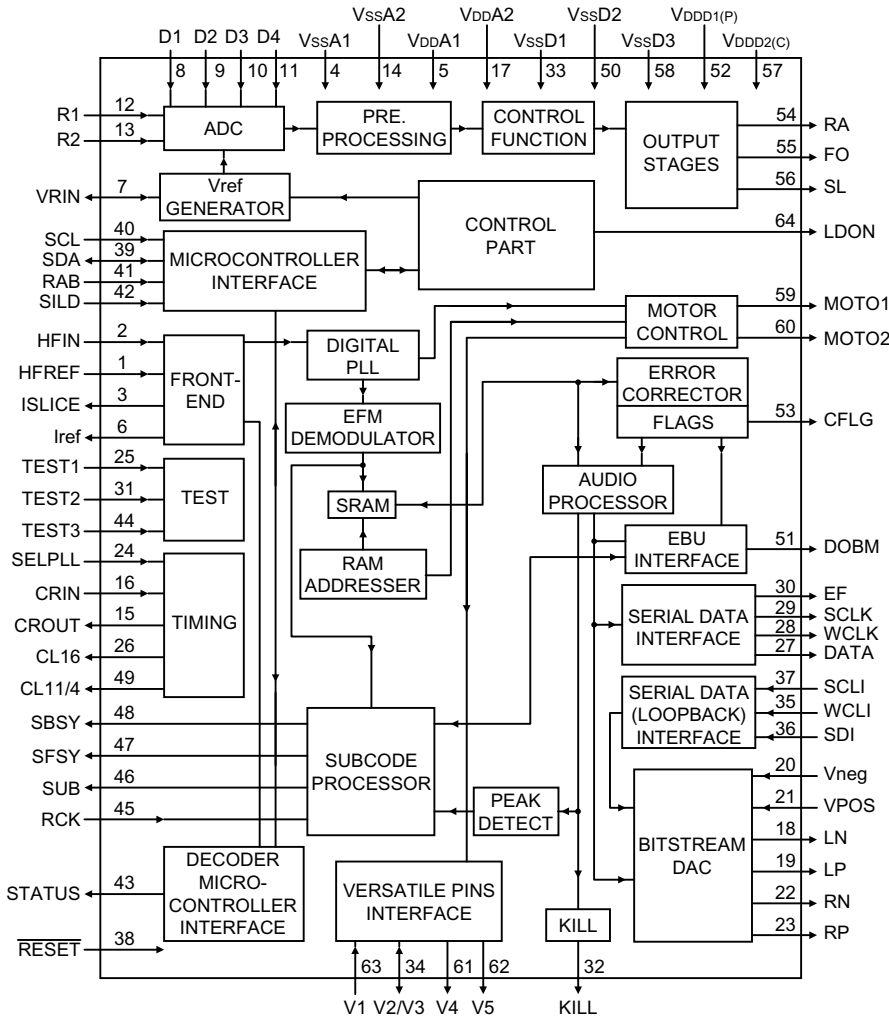 VSSA2 VDDA2 VSSD2 VDDD1(P)
D1 D2 D3 D4 VSSA1 VDDA1 VSSD1 VSSD3 VDDD2(C)
8 9 10 11 4 14 5 17 33 50 58 52 57
R1 12
R2 13
ADC
PRE.
PROCESSING
CONTROL
FUNCTION
OUTPUT
STAGES
54 RA
55 FO
56 SL
VRIN 7
Vref
GENERATOR
CONTROL
PART
64 LDON
SCL 40
SDA 39
RAB 41
SILD 42
MICROCONTROLLER
INTERFACE
MOTOR
CONTROL
59 MOTO1
60 MOTO2
HFIN 2
HFREF 1
ISLICE 3
Iref 6
FRONT-
END
DIGITAL
PLL
EFM
DEMODULATOR
ERROR
CORRECTOR
FLAGS
53 CFLG
TEST1 25
TEST2 31
TEST3 44
TEST
SRAM
AUDIO
PROCESSOR
RAM
ADDRESSER
EBU
INTERFACE
51 DOBM
SELPLL 24
CRIN 16
CROUT 15
CL16 26
CL11/4 49
TIMING
SERIAL DATA
INTERFACE
30 EF
29 SCLK
28 WCLK
27 DATA
SERIAL DATA
(LOOPBACK)
INTERFACE
37 SCLI
35 WCLI
36 SDI
SBSY 48
SFSY 47
SUB 46
RCK 45
SUBCODE
PROCESSOR
PEAK
DETECT
BITSTREAM
DAC
20 Vneg
21 VPOS
18 LN
19 LP
22 RN
23 RP
STATUS 43
RESET 38
DECODER
MICRO-
CONTROLLER
INTERFACE
VERSATILE PINS
INTERFACE
KILL
63 34 61 62 32
V1 V2/V3 V4 V5 KILL